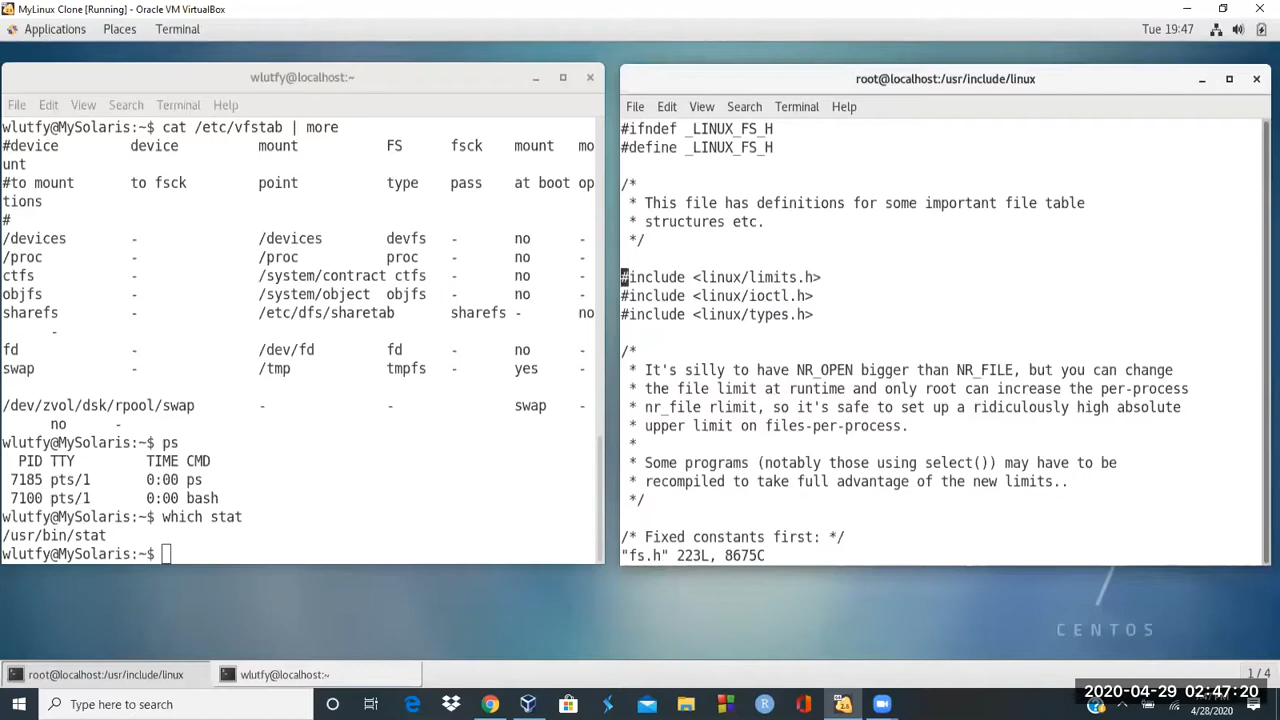 MyLinux Clone [Running] - Oracle VM VirtualBox
Applications Places Terminal Tue 19:47
wlutfy@localhost:~
File Edit View Search Terminal Help
wlutfy@MySolaris:~$ cat /etc/vfstab | more
#device device mount FS fsck mount mo
unt
#to mount to fsck point type pass at boot op
tions
#
/devices - /devices devfs - no -
/proc - /proc proc - no -
ctfs - /system/contract ctfs - no -
objfs - /system/object objfs - no -
sharefs - /etc/dfs/sharetab sharefs - no
-
fd - /dev/fd fd - no -
swap - /tmp tmpfs - yes -
/dev/zvol/dsk/rpool/swap - - swap -
no -
wlutfy@MySolaris:~$ ps
PID TTY TIME CMD
7185 pts/1 0:00 ps
7100 pts/1 0:00 bash
wlutfy@MySolaris:~$ which stat
/usr/bin/stat
wlutfy@MySolaris:~$
root@localhost:/usr/include/linux
File Edit View Search Terminal Help
#ifndef _LINUX_FS_H
#define _LINUX_FS_H
/*
* This file has definitions for some important file table
* structures etc.
*/
#include <linux/limits.h>
#include <linux/ioctl.h>
#include <linux/types.h>
/*
* It's silly to have NR_OPEN bigger than NR_FILE, but you can change
* the file limit at runtime and only root can increase the per-process
* nr_file rlimit, so it's safe to set up a ridiculously high absolute
* upper limit on files-per-process.
*
* Some programs (notably those using select()) may have to be
* recompiled to take full advantage of the new limits..
*/
/* Fixed constants first: */
"fs.h" 223L, 8675C
CENTOS
root@localhost:/usr/include/linux wlutfy@localhost:~ 1 / 4
Type here to search
2020-04-29 02:47:20
4/28/2020